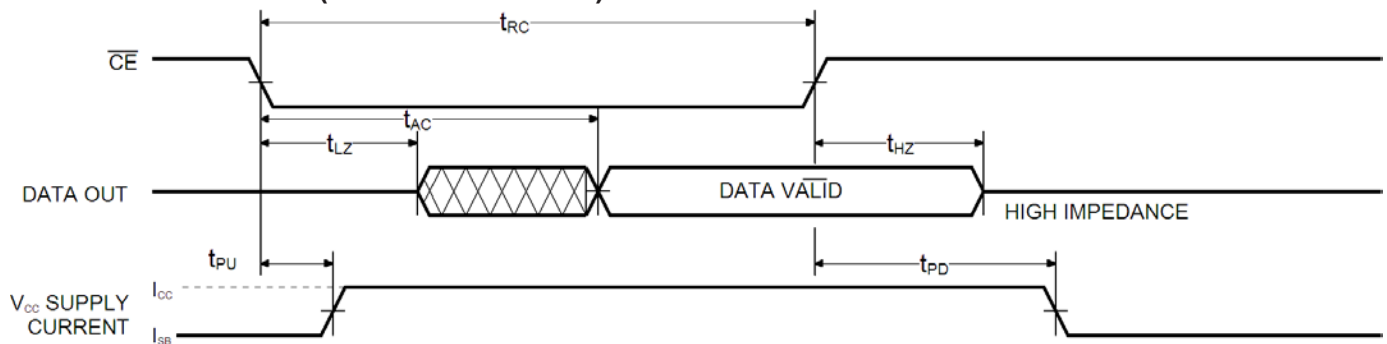 tRC
CE
tAC
tLZ
tHZ
DATA OUT
DATA VALID
HIGH IMPEDANCE
tPU
tPD
ICC
VCC SUPPLY
CURRENT
ISB